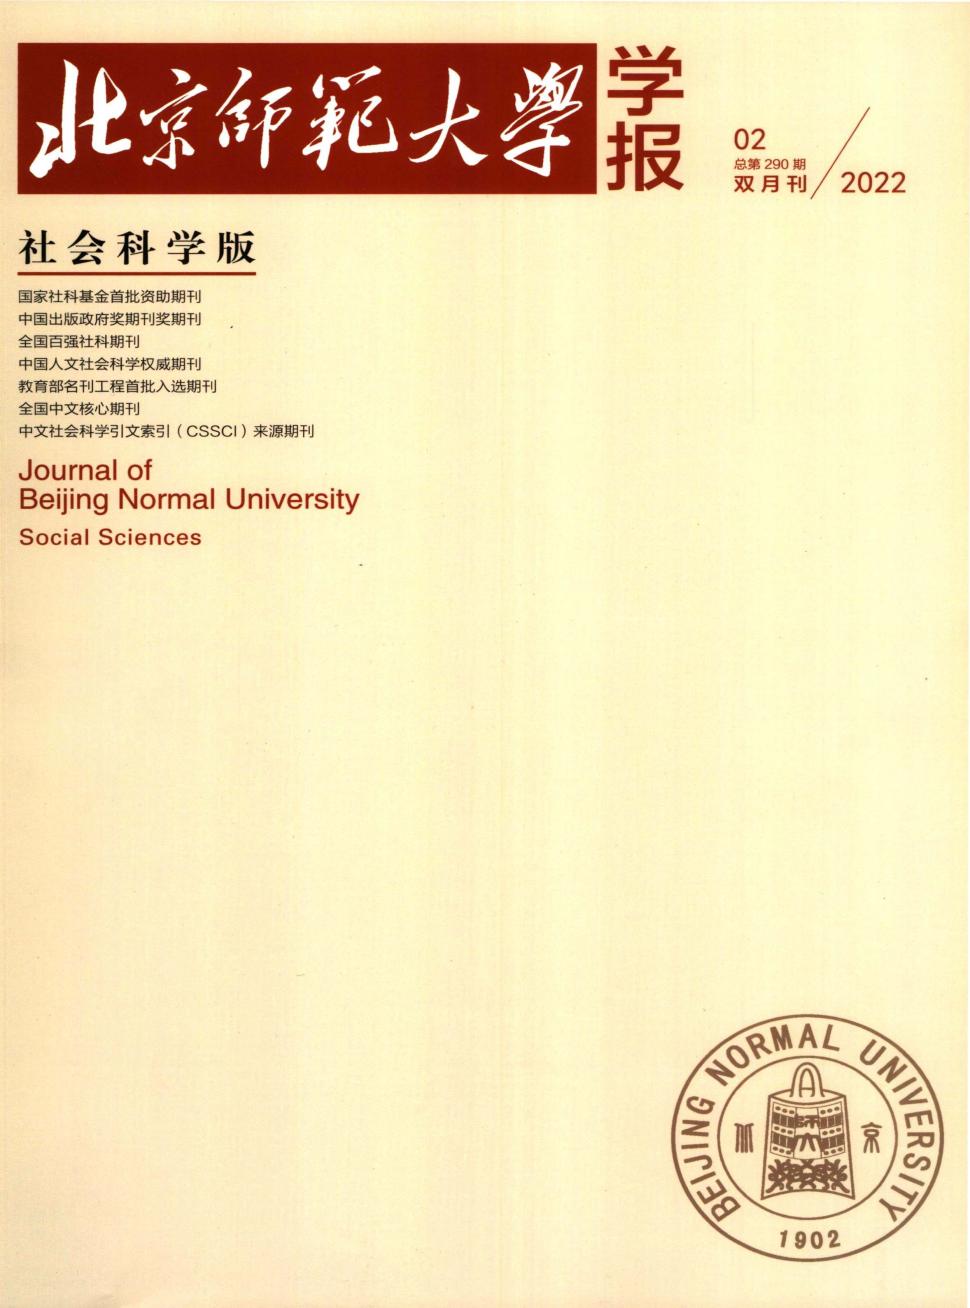 北京師範大學
学报
02
总第290期
双月刊
2022
社会科学版
国家社科基金首批资助期刊
中国出版政府奖期刊奖期刊
全国百强社科期刊
中国人文社会科学权威期刊
教育部名刊工程首批入选期刊
全国中文核心期刊
中文社会科学引文索引（CSSCI）来源期刊
Journal of
Beijing Normal University
Social Sciences
BEIJING NORMAL UNIVERSITY
北京
師大
1902